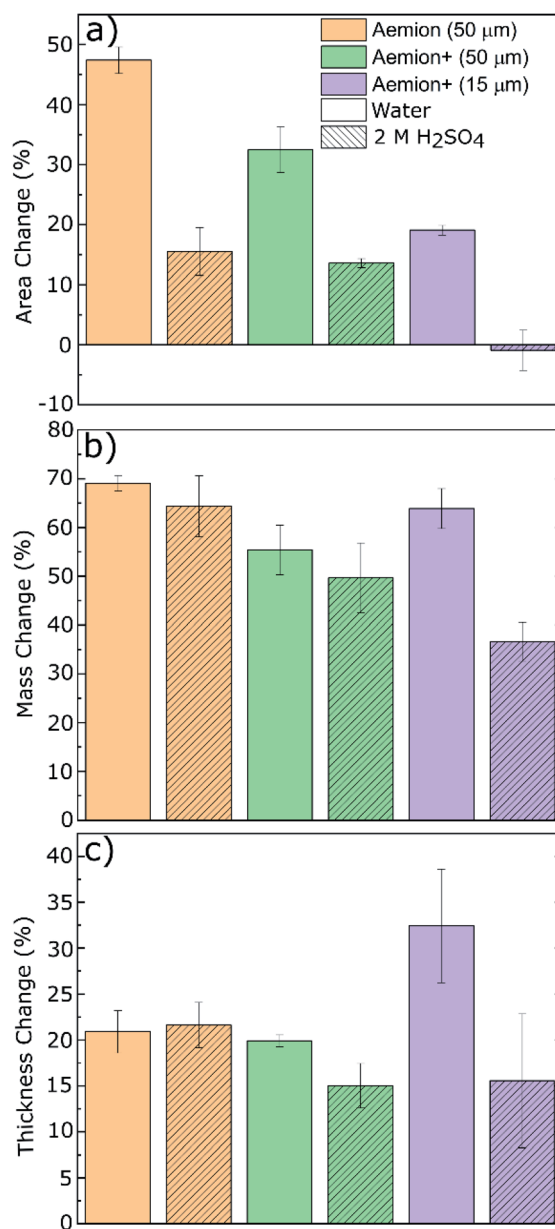 a)
Aemion (50 μm)
Aemion+ (50 μm)
Aemion+ (15 μm)
Water
2 M H₂SO₄
Area Change (%)
50
40
30
20
10
0
-10
b)
Mass Change (%)
80
70
60
50
40
30
20
10
0
c)
Thickness Change (%)
40
35
30
25
20
15
10
5
0